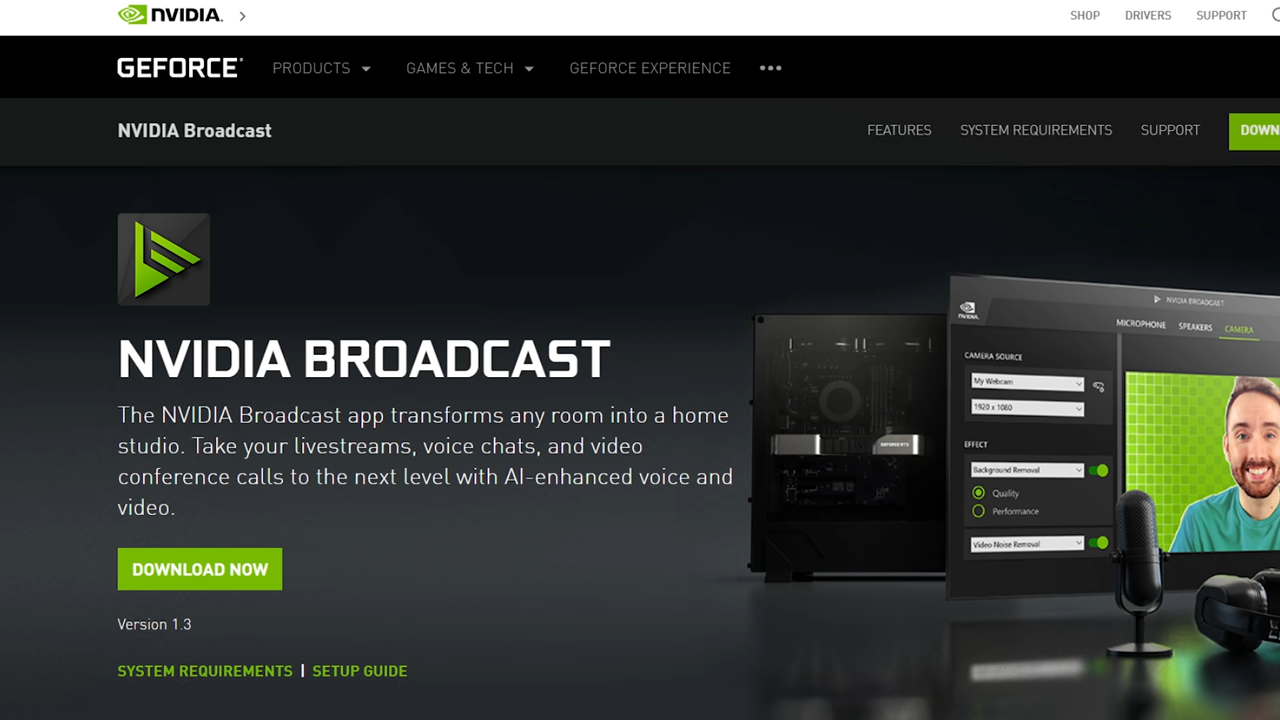 NVIDIA.
SHOP DRIVERS SUPPORT
GEFORCE PRODUCTS GAMES & TECH GEFORCE EXPERIENCE
NVIDIA Broadcast FEATURES SYSTEM REQUIREMENTS SUPPORT DOWN
NVIDIA BROADCAST
The NVIDIA Broadcast app transforms any room into a home
studio. Take your livestreams, voice chats, and video
conference calls to the next level with AI-enhanced voice and
video.
DOWNLOAD NOW
Version 1.3
SYSTEM REQUIREMENTS | SETUP GUIDE
GEFORCE RTX
NVIDIA.
NVIDIA BROADCAST
MICROPHONE SPEAKERS CAMERA
CAMERA SOURCE
My Webcam
1920 x 1080
EFFECT
Background Removal
Quality
Performance
Video Noise Removal